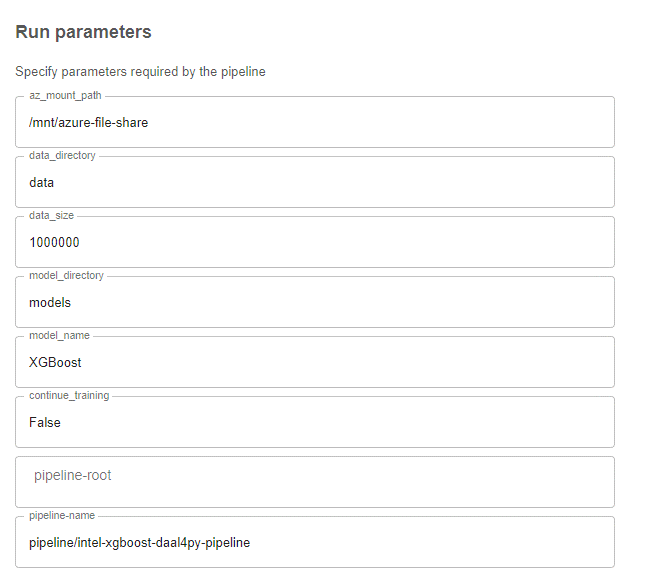 Run parameters
Specify parameters required by the pipeline
az_mount_path
/mnt/azure-file-share
data_directory
data
data_size
1000000
model_directory
models
model_name
XGBoost
continue_training
False
pipeline-root
pipeline-name
pipeline/intel-xgboost-daal4py-pipeline